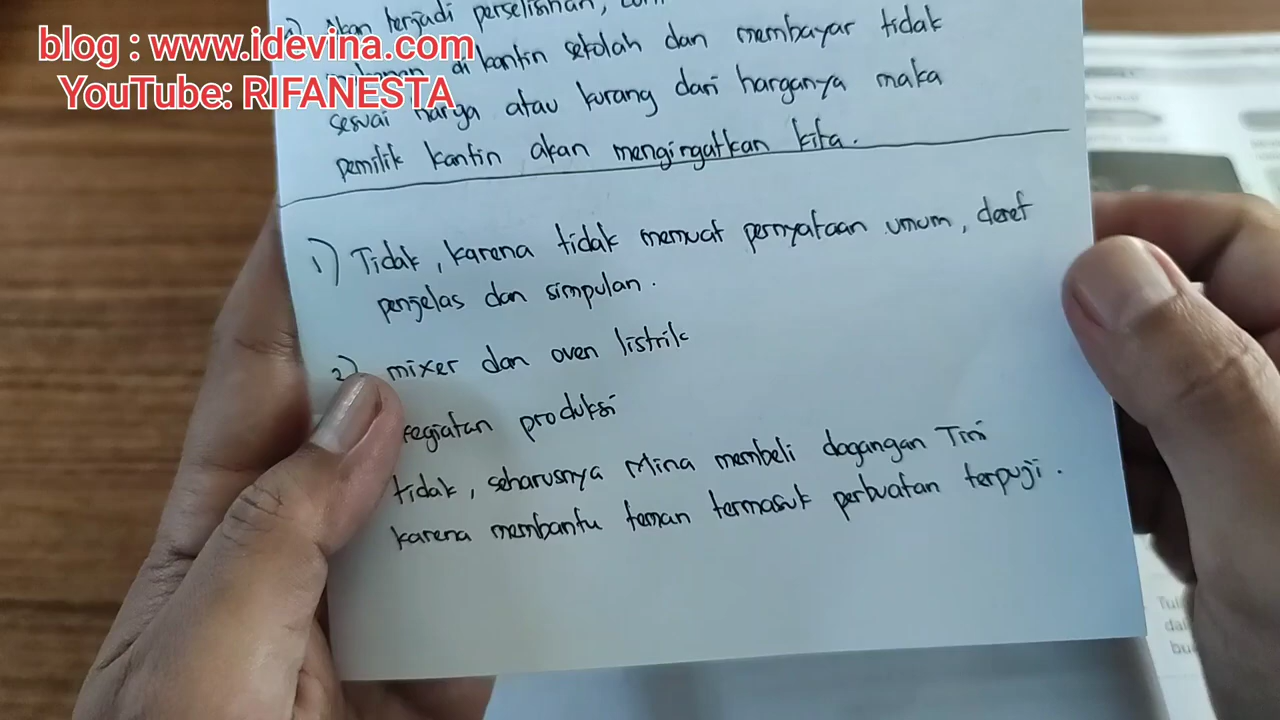 blog : www.idevina.com
YouTube: RIFANESTA
Akan terjadi perselisihan,
di kantin sekolah dan membayar tidak
sesuai harga atau kurang dari harganya maka
pemilik kantin akan mengingatkan kita.
1) Tidak, karena tidak memuat pernyataan umum, deret
penjelas dan simpulan.
2) mixer dan oven listrik
kegiatan produksi
tidak, seharusnya Mina membeli dagangan Tini
karena membantu teman termasuk perbuatan terpuji.